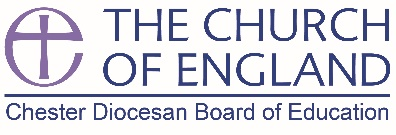 THE CHURCH
OF ENGLAND
Chester Diocesan Board of Education